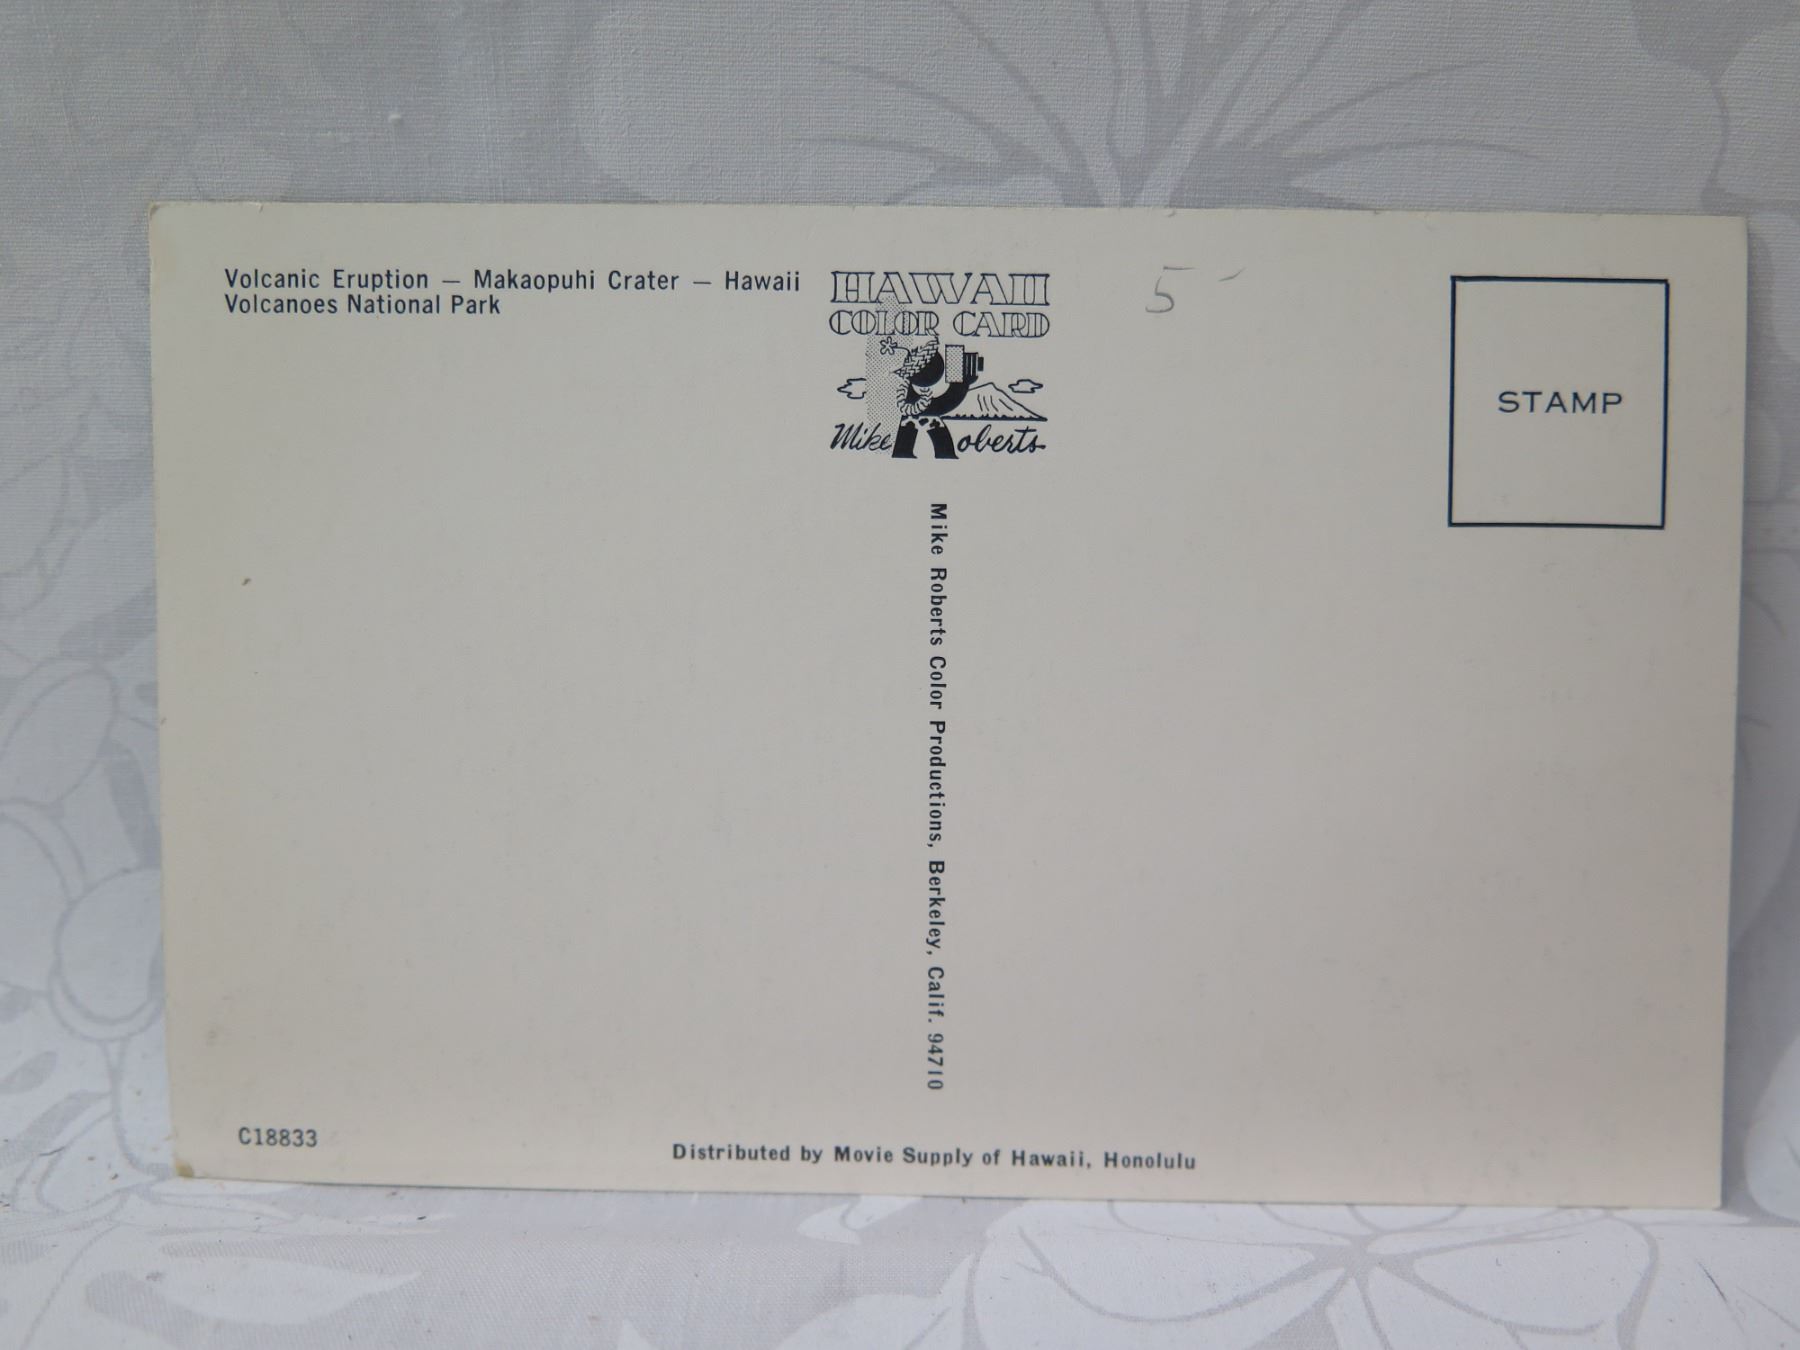 Volcanic Eruption — Makaopuhi Crater — Hawaii
Volcanoes National Park
HAWAII
COLOR CARD
Mike Roberts
5 -
STAMP
Mike Roberts Color Productions, Berkeley, Calif. 94710
C18833
Distributed by Movie Supply of Hawaii, Honolulu